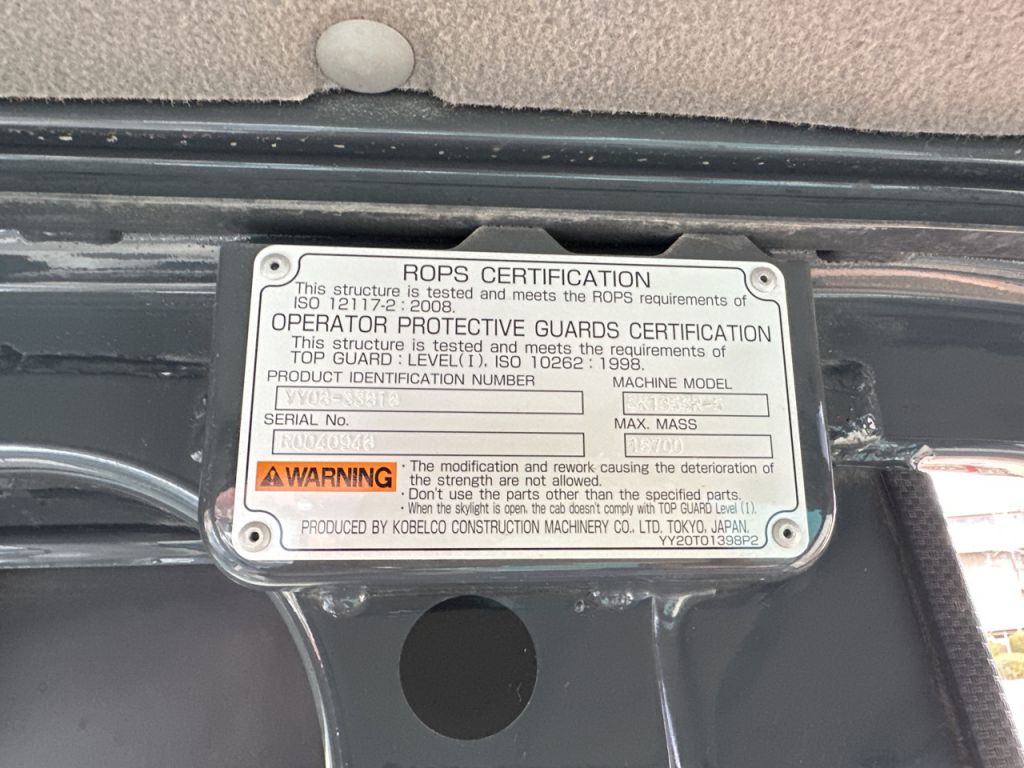 ROPS CERTIFICATION
This structure is tested and meets the ROPS requirements of
ISO 12117-2 : 2008.
OPERATOR PROTECTIVE GUARDS CERTIFICATION
This structure is tested and meets the requirements of
TOP GUARD : LEVEL(I), ISO 10262 : 1998.
PRODUCT IDENTIFICATION NUMBER
MACHINE MODEL
SERIAL No.
MAX. MASS
WARNING
· The modification and rework causing the deterioration of
the strength are not allowed.
· Don't use the parts other than the specified parts.
· When the skylight is open, the cab doesn't comply with TOP GUARD Level (I).
PRODUCED BY KOBELCO CONSTRUCTION MACHINERY CO., LTD. TOKYO, JAPAN.
YY20T01398P2